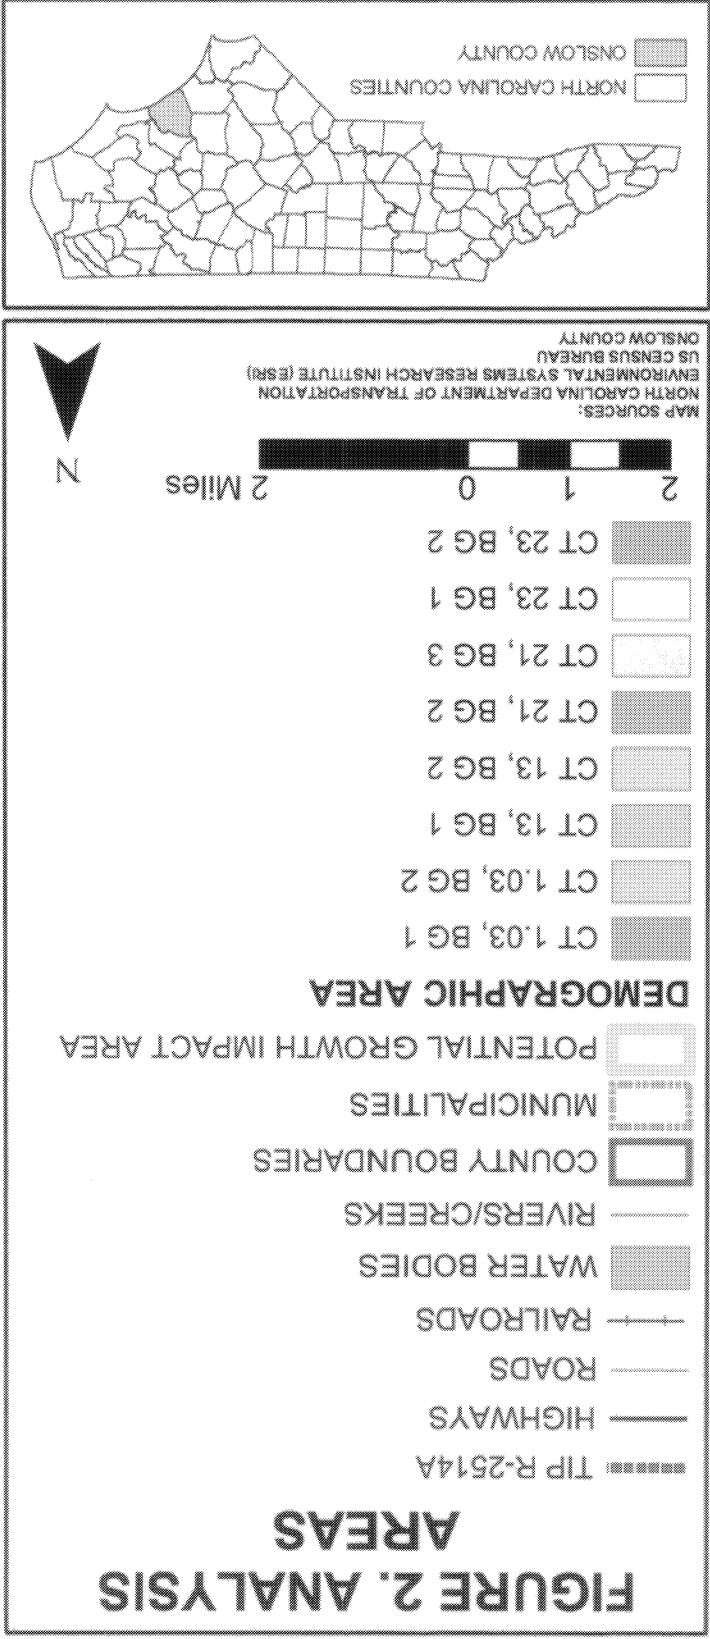 FIGURE 2. ANALYSIS
AREAS
TIP R-2514A
HIGHWAYS
ROADS
RAILROADS
WATER BODIES
RIVERS/CREEKS
COUNTY BOUNDARIES
MUNICIPALITIES
POTENTIAL GROWTH IMPACT AREA
DEMOGRAPHIC AREA
CT 1.03, BG 1
CT 1.03, BG 2
CT 13, BG 1
CT 13, BG 2
CT 21, BG 2
CT 21, BG 3
CT 23, BG 1
CT 23, BG 2
2 1 0 2 Miles
N
MAP SOURCES:
NORTH CAROLINA DEPARTMENT OF TRANSPORTATION
ENVIRONMENTAL SYSTEMS RESEARCH INSTITUTE (ESRI)
US CENSUS BUREAU
ONSLOW COUNTY
NORTH CAROLINA COUNTIES
ONSLOW COUNTY